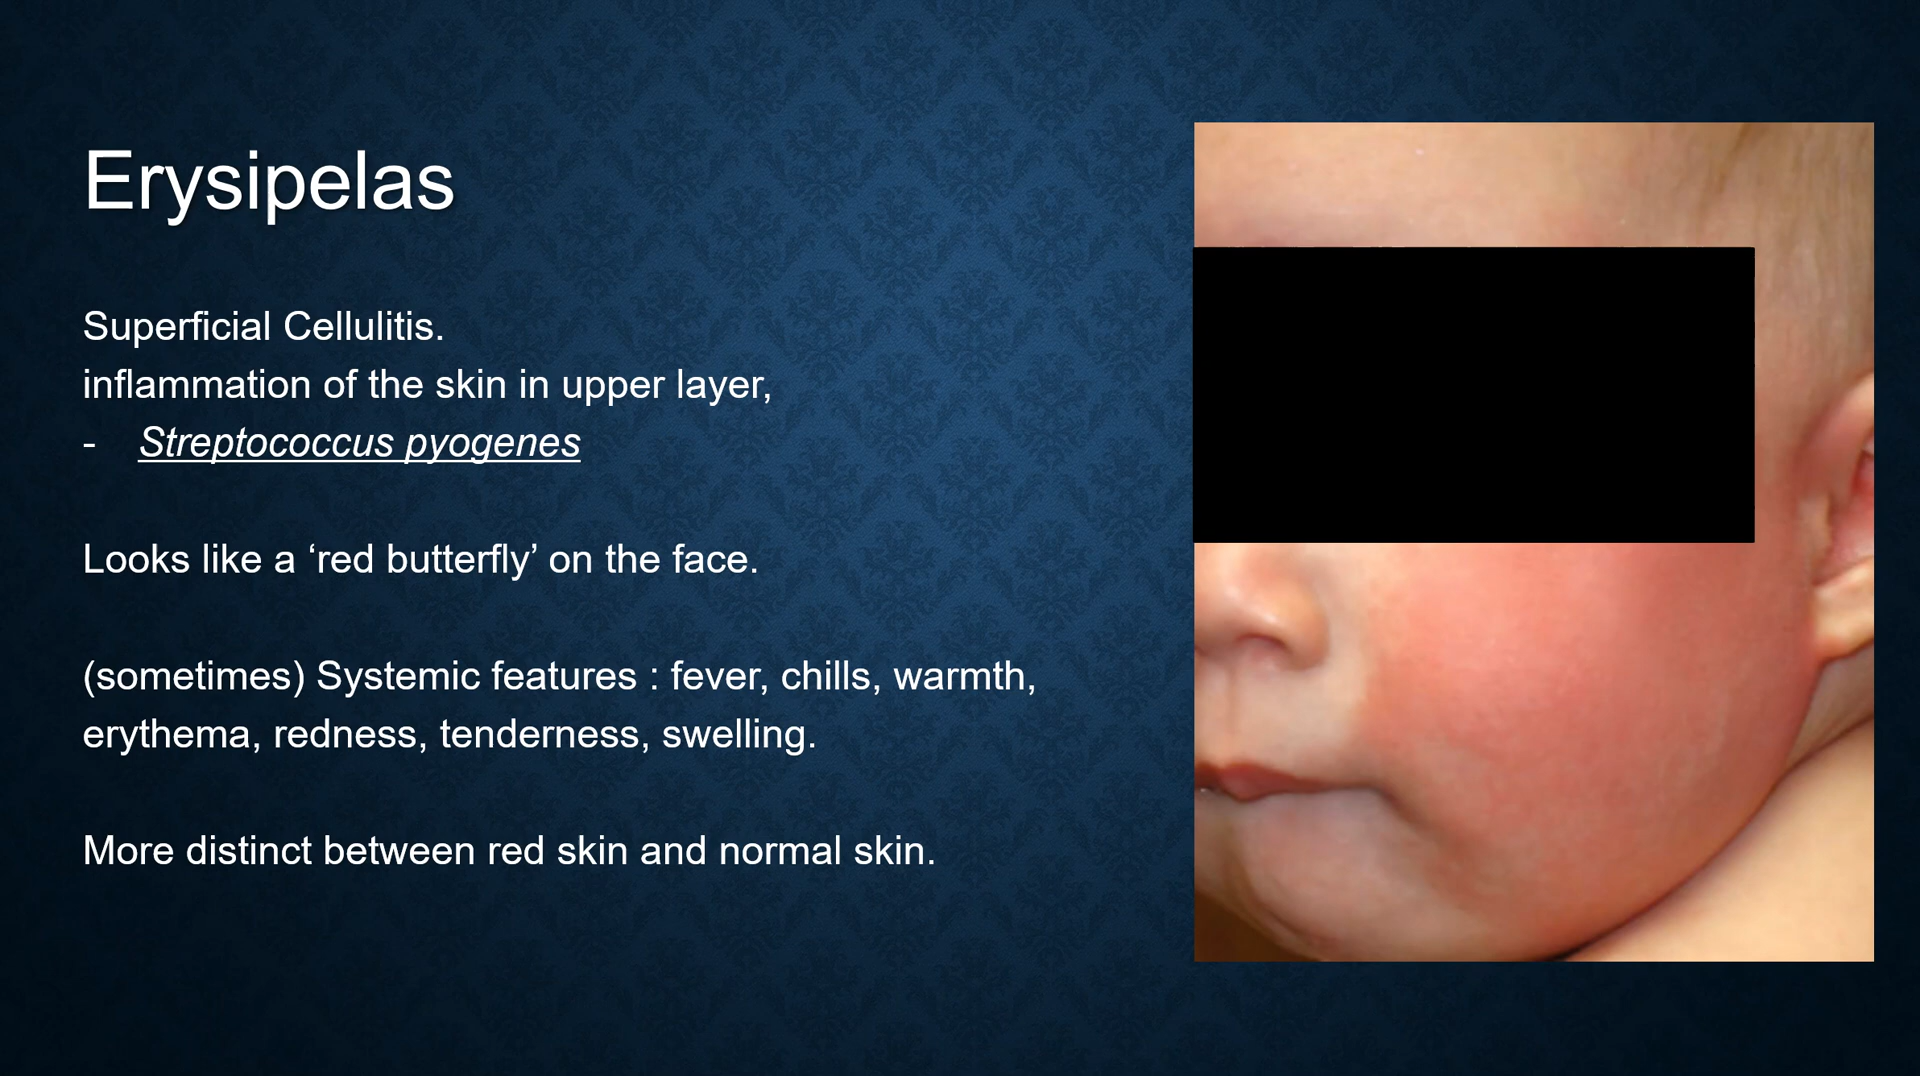 Erysipelas
Superficial Cellulitis.
inflammation of the skin in upper layer,
- Streptococcus pyogenes
Looks like a ‘red butterfly’ on the face.
(sometimes) Systemic features : fever, chills, warmth,
erythema, redness, tenderness, swelling.
More distinct between red skin and normal skin.